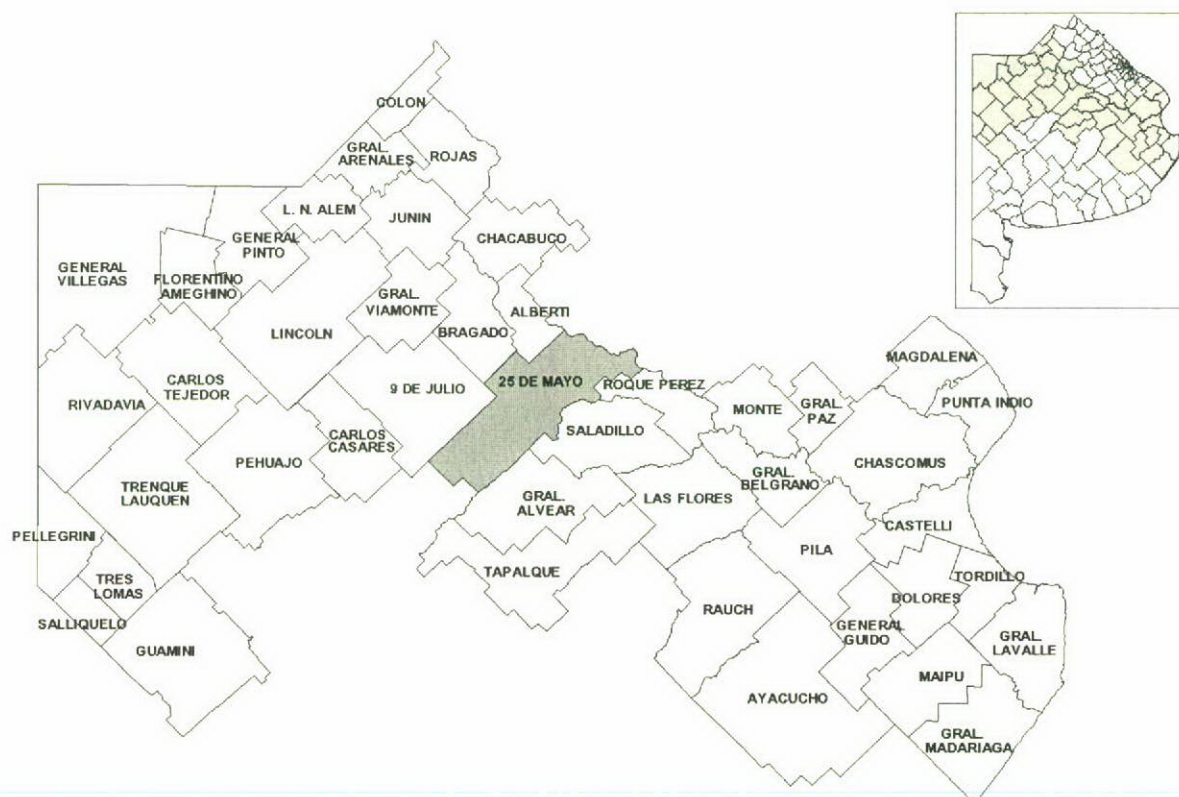 COLON
GRAL.
ARENALES
ROJAS
L. N. ALEM
JUNIN
CHACABUCO
GENERAL
PINTO
GENERAL
VILLEGAS
FLORENTINO
AMEGHINO
GRAL.
VIAMONTE
ALBERTI
LINCOLN
BRAGADO
MAGDALENA
CARLOS
TEJEDOR
9 DE JULIO
25 DE MAYO
ROQUE PEREZ
PUNTA INDIO
RIVADAVIA
MONTE
GRAL.
PAZ
SALADILLO
CARLOS
CASARES
PEHUAJO
CHASCOMUS
TRENQUE
LAUQUEN
GRAL.
BELGRANO
GRAL.
ALVEAR
LAS FLORES
CASTELLI
PELLEGRINI
PILA
TAPALQUE
TORDILLO
TRES
LOMAS
RAUCH
DOLORES
SALLIQUELO
GENERAL
GUIDO
GRAL.
LAVALLE
GUAMINI
MAIPU
AYACUCHO
GRAL.
MADARIAGA